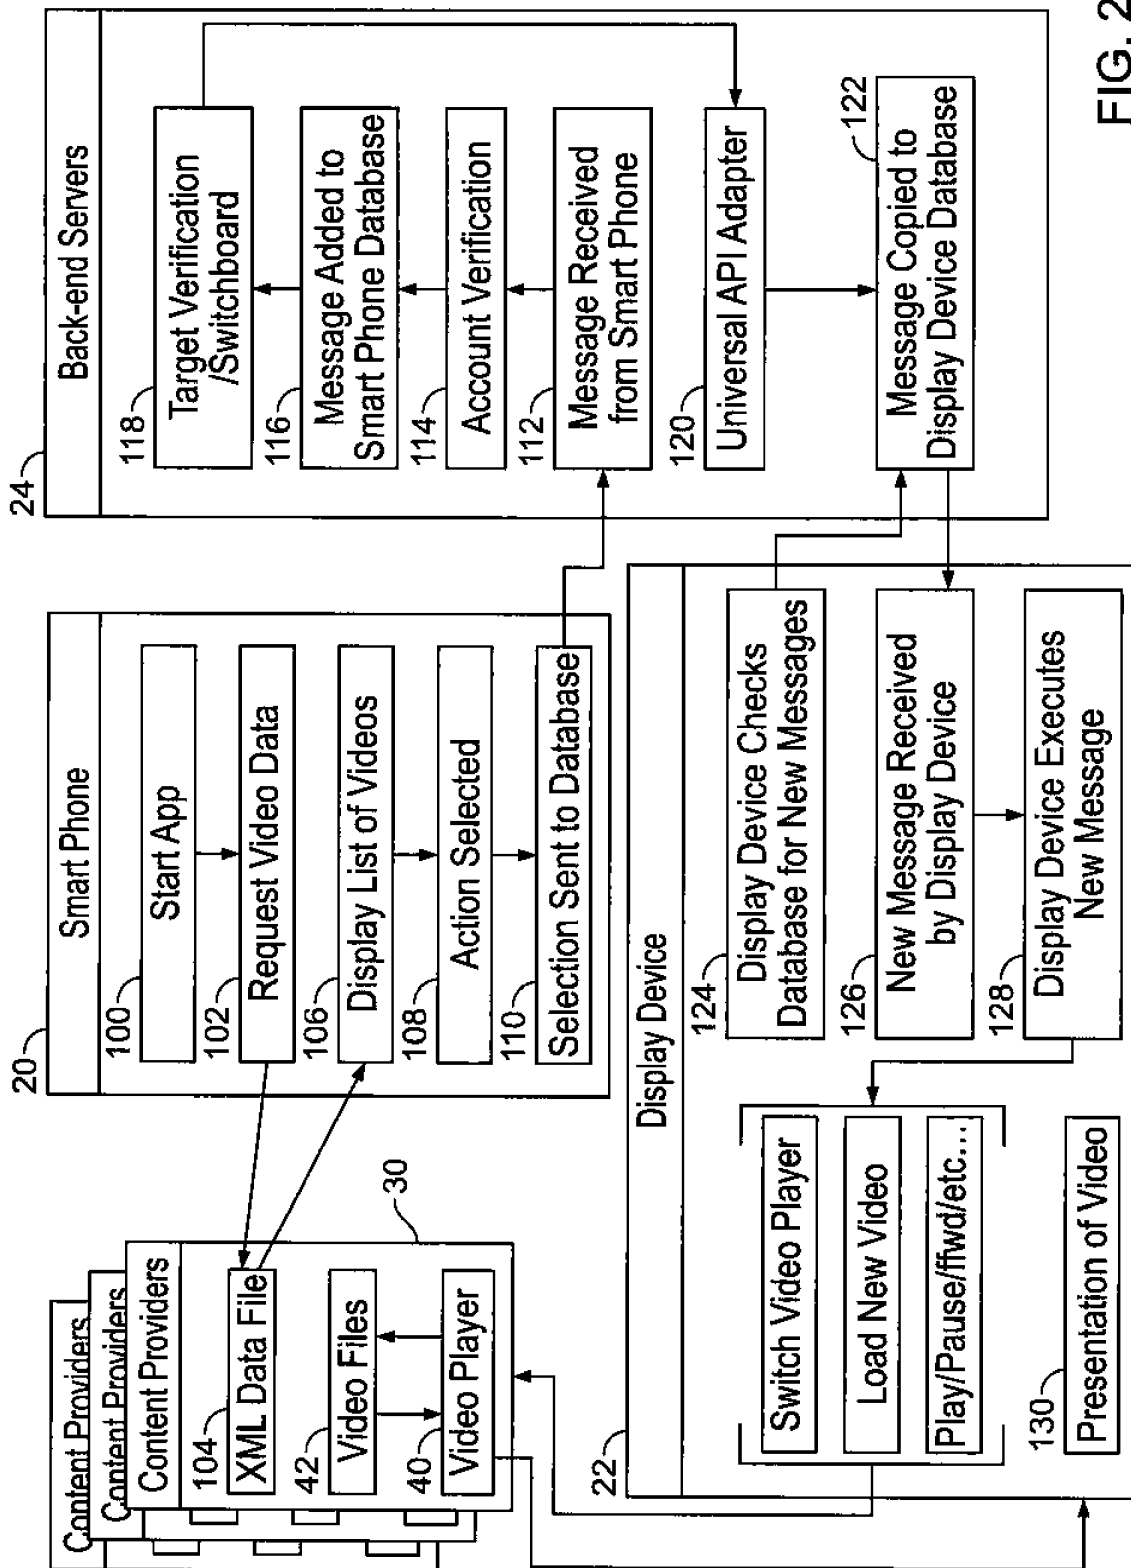 Content Providers
Content Providers
Content Providers
30
104
XML Data File
42
Video Files
40
Video Player
20
Smart Phone
100
Start App
102
Request Video Data
106
Display List of Videos
108
Action Selected
110
Selection Sent to Database
24
Back-end Servers
118
Target Verification
/Switchboard
116
Message Added to
Smart Phone Database
114
Account Verification
112
Message Received
from Smart Phone
120
Universal API Adapter
122
Message Copied to
Display Device Database
22
Display Device
124
Display Device Checks
Database for New Messages
126
New Message Received
by Display Device
128
Display Device Executes
New Message
Switch Video Player
Load New Video
Play/Pause/ffwd/etc...
130
Presentation of Video
FIG. 2